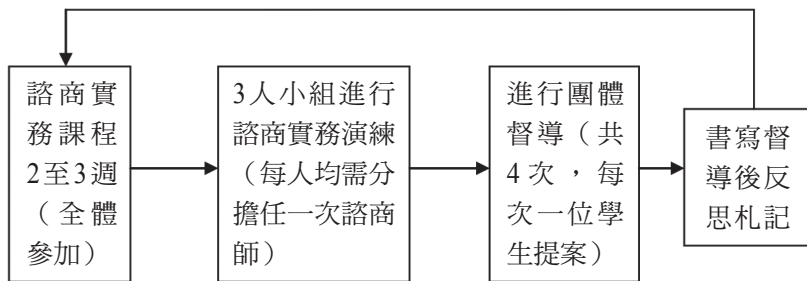 諮商實
務課程
2至3週
（全體
參加）
3人小組進行
諮商實務演練
（每人均需分
擔任一次諮商
師）
進行團體
督導（共
4次，每
次一位學
生提案）
書寫督
導後反
思札記